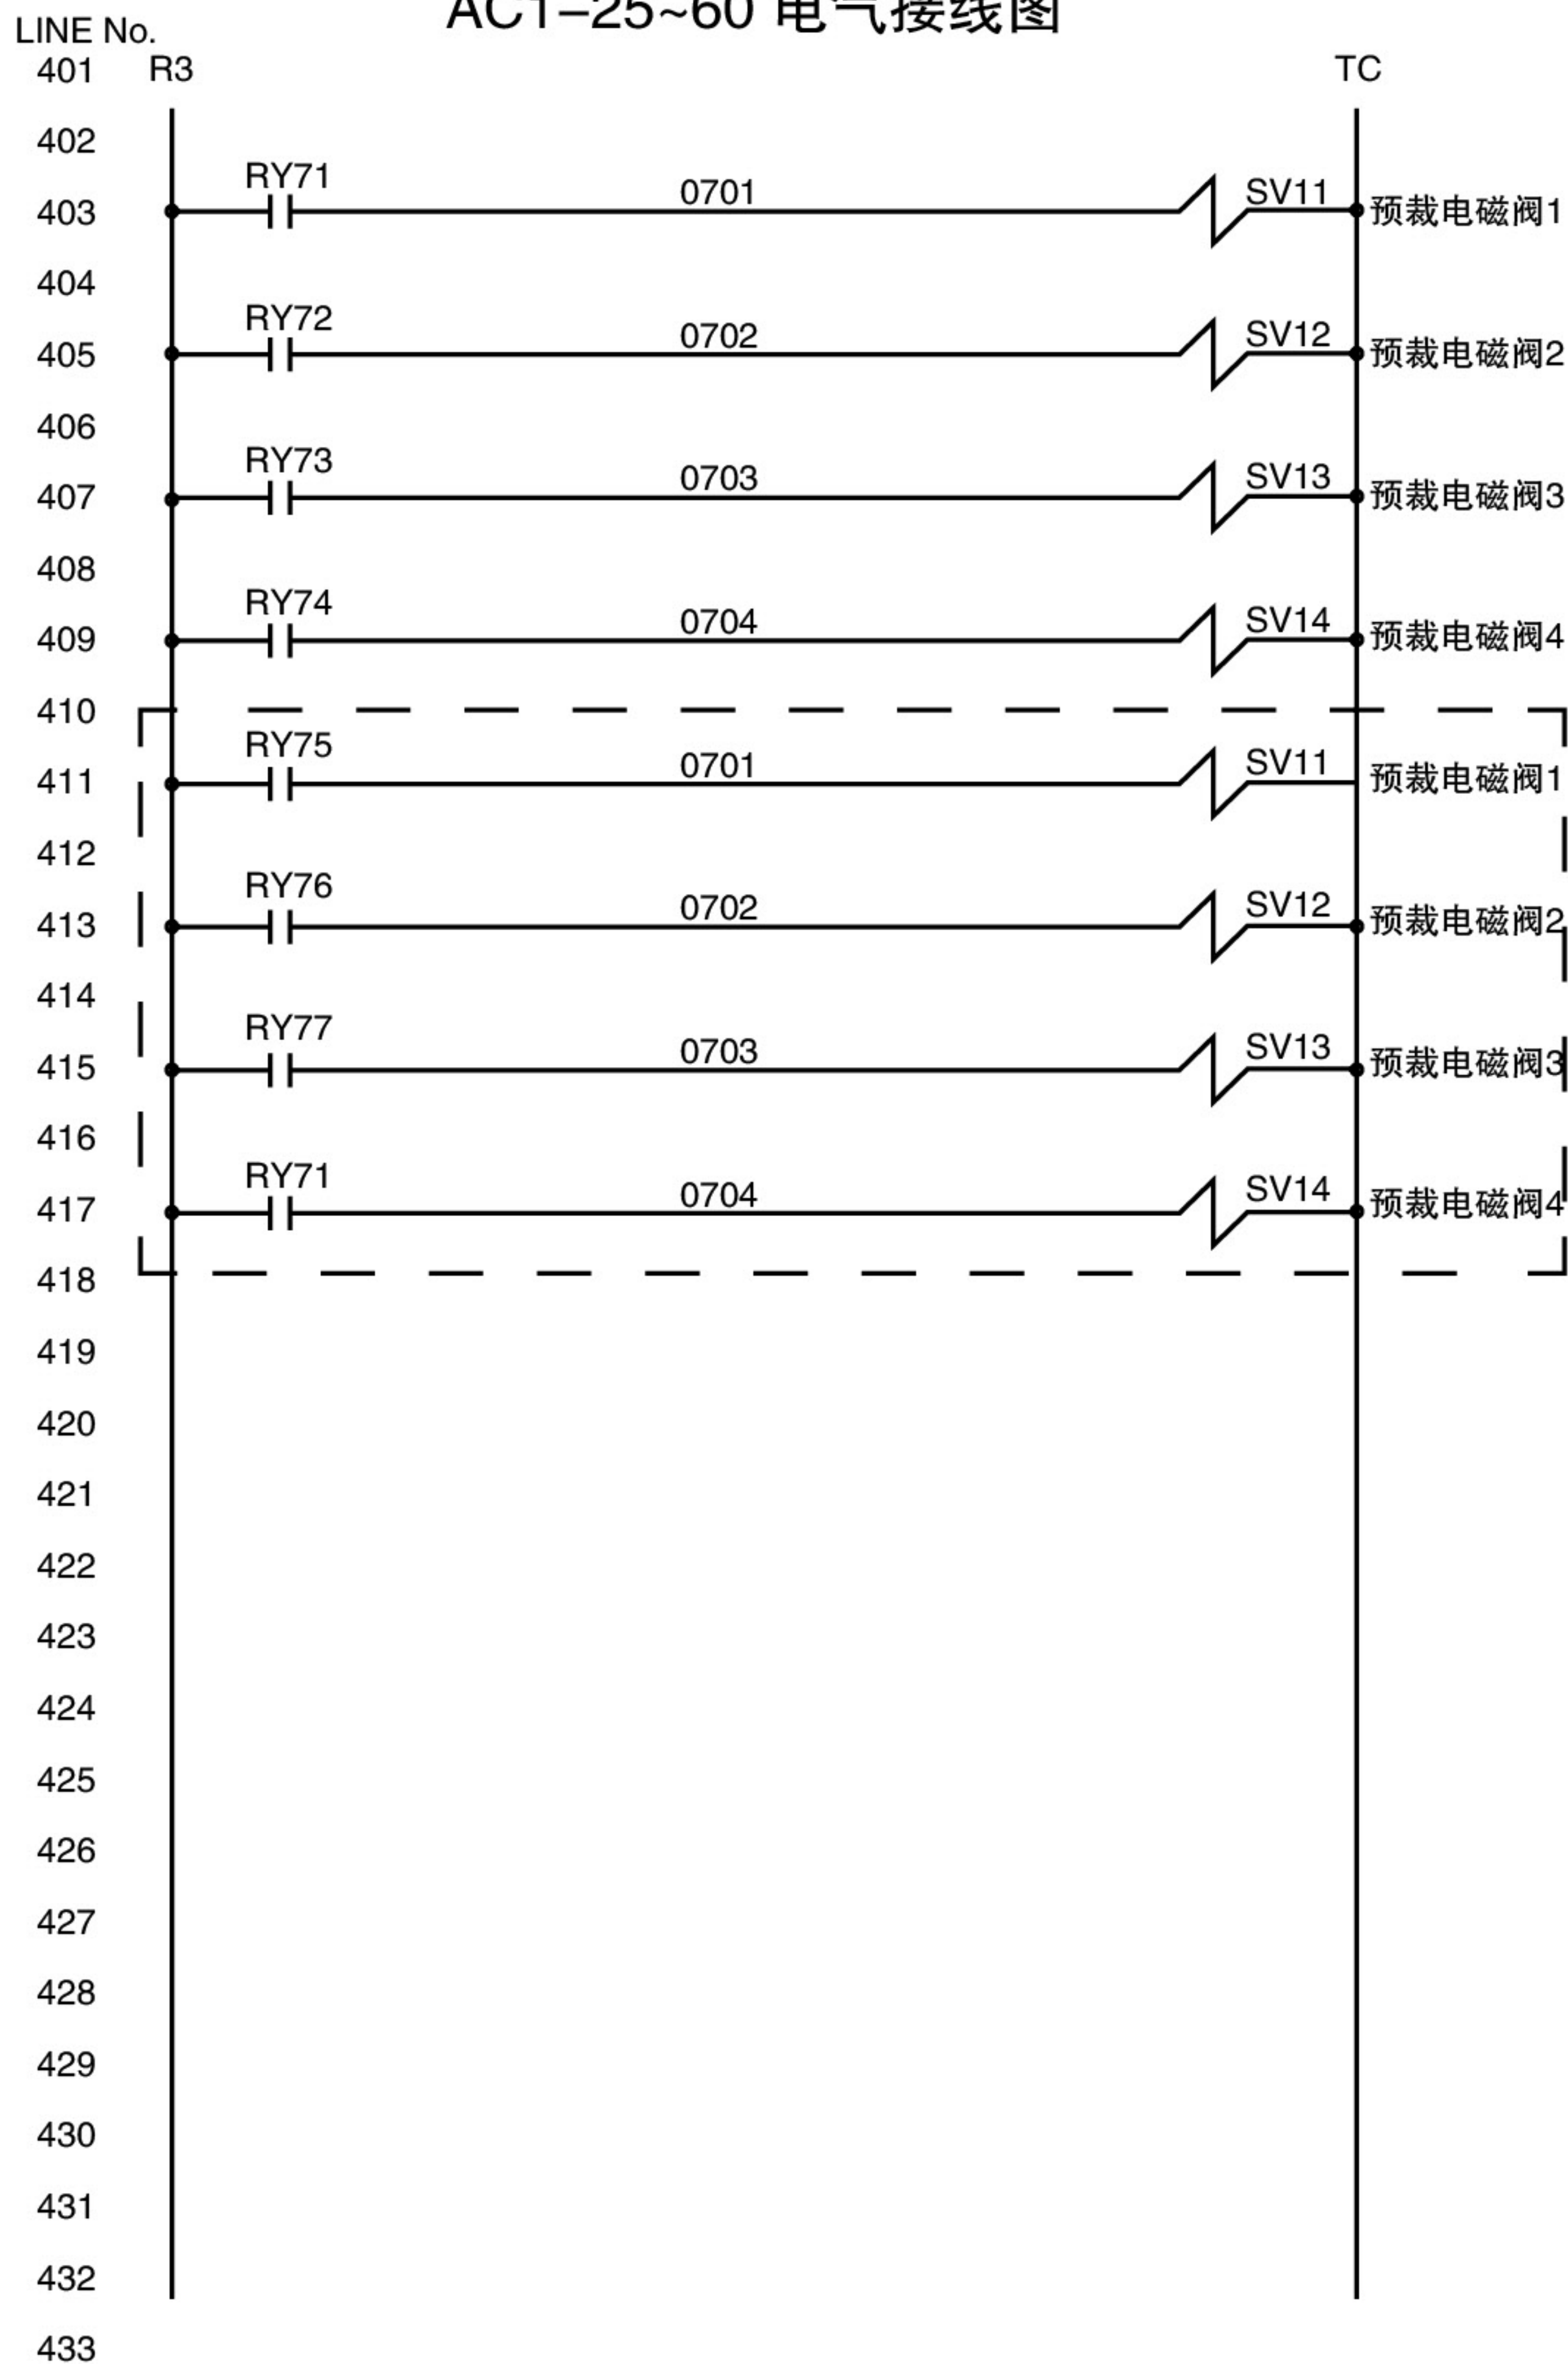 AC1–25~60 电气接线图
LINE No.
401 R3 TC
402
RY71 0701 SV11
403 预裁电磁阀1
404
RY72 0702 SV12
405 预裁电磁阀2
406
RY73 0703 SV13
407 预裁电磁阀3
408
RY74 0704 SV14
409 预裁电磁阀4
410
RY75 0701 SV11
411 预裁电磁阀1
412
RY76 0702 SV12
413 预裁电磁阀2
414
RY77 0703 SV13
415 预裁电磁阀3
416
RY71 0704 SV14
417 预裁电磁阀4
418
419
420
421
422
423
424
425
426
427
428
429
430
431
432
433